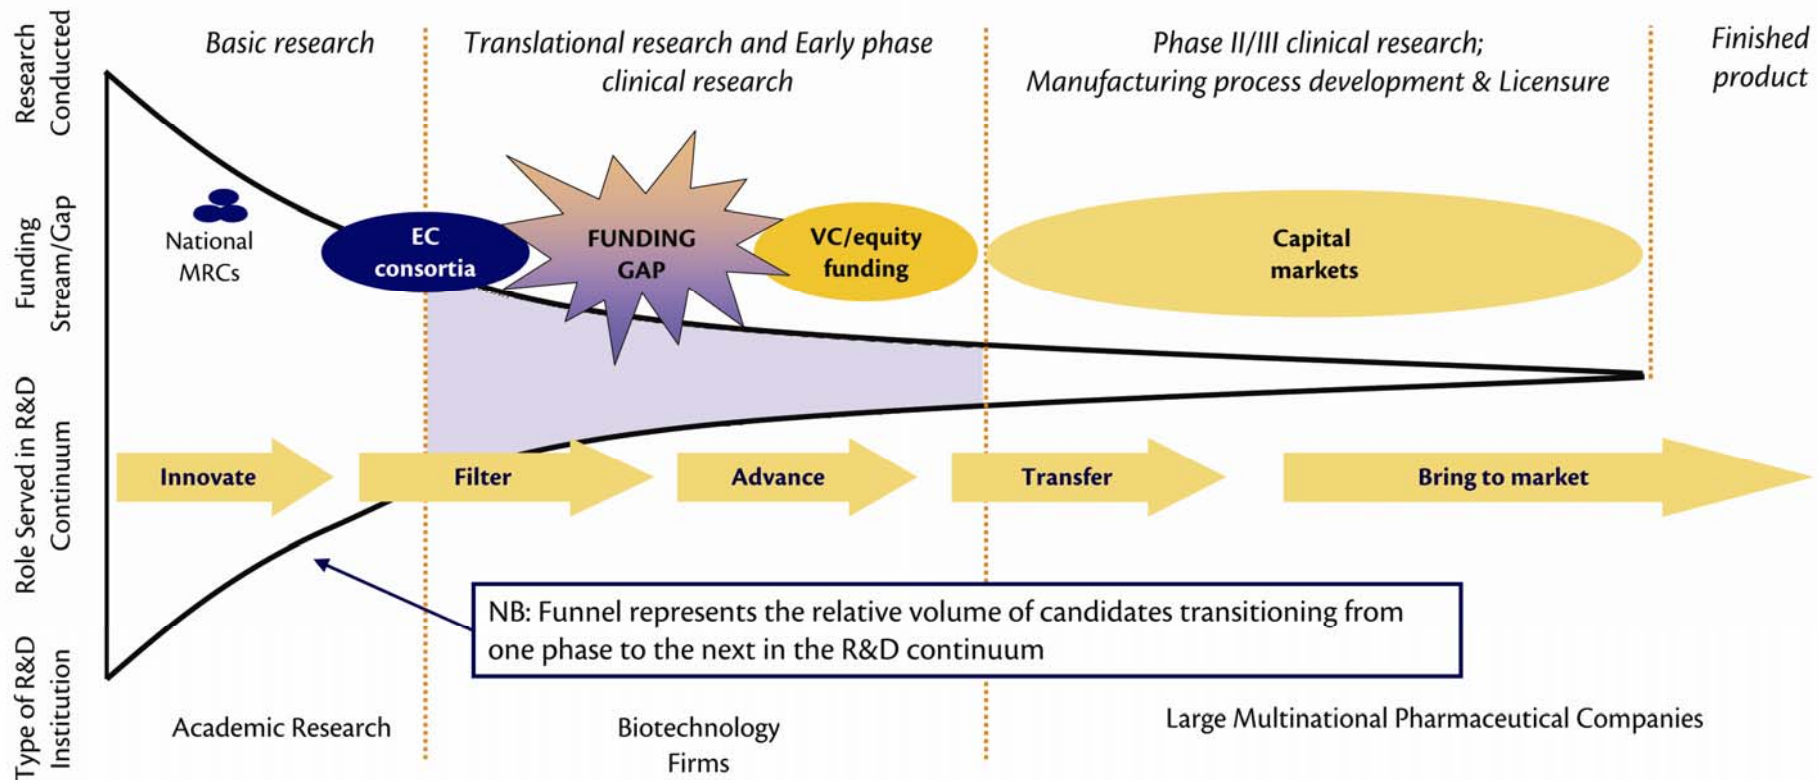 Research
Conducted
Basic research
Translational research and Early phase
clinical research
Phase II/III clinical research;
Manufacturing process development & Licensure
Finished
product
Funding
Stream/Gap
National
MRCs
EC
consortia
FUNDING
GAP
VC/equity
funding
Capital
markets
Role Served in R&D
Continuum
Innovate
Filter
Advance
Transfer
Bring to market
NB: Funnel represents the relative volume of candidates transitioning from
one phase to the next in the R&D continuum
Type of R&D
Institution
Academic Research
Biotechnology
Firms
Large Multinational Pharmaceutical Companies